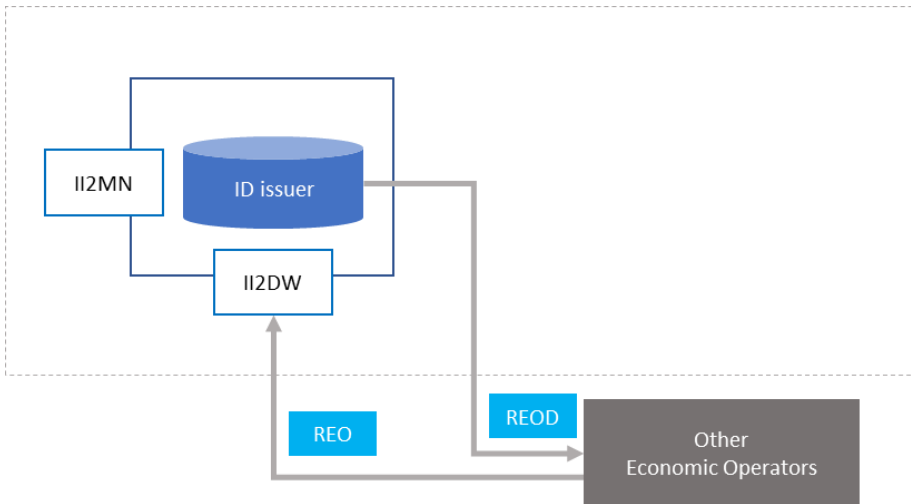 II2MN
ID issuer
II2DW
REO
REOD
Other
Economic Operators